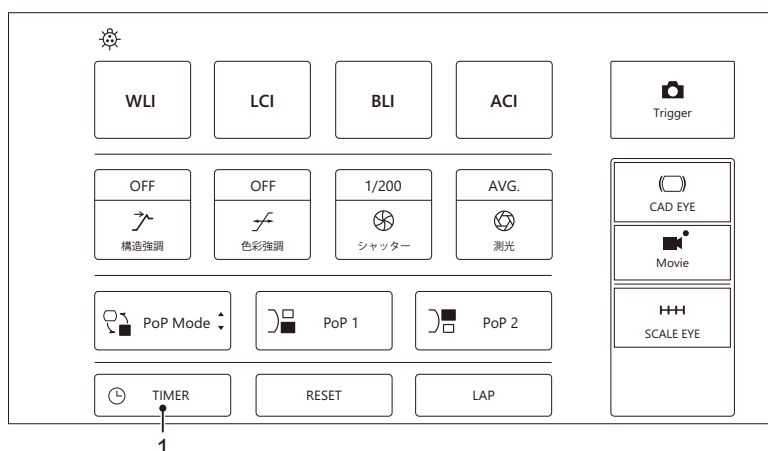 WLI
LCI
BLI
ACI
Trigger
OFF
構造強調
OFF
色彩強調
1/200
シャッター
AVG.
測光
CAD EYE
Movie
SCALE EYE
PoP Mode
PoP 1
PoP 2
TIMER
RESET
LAP
1